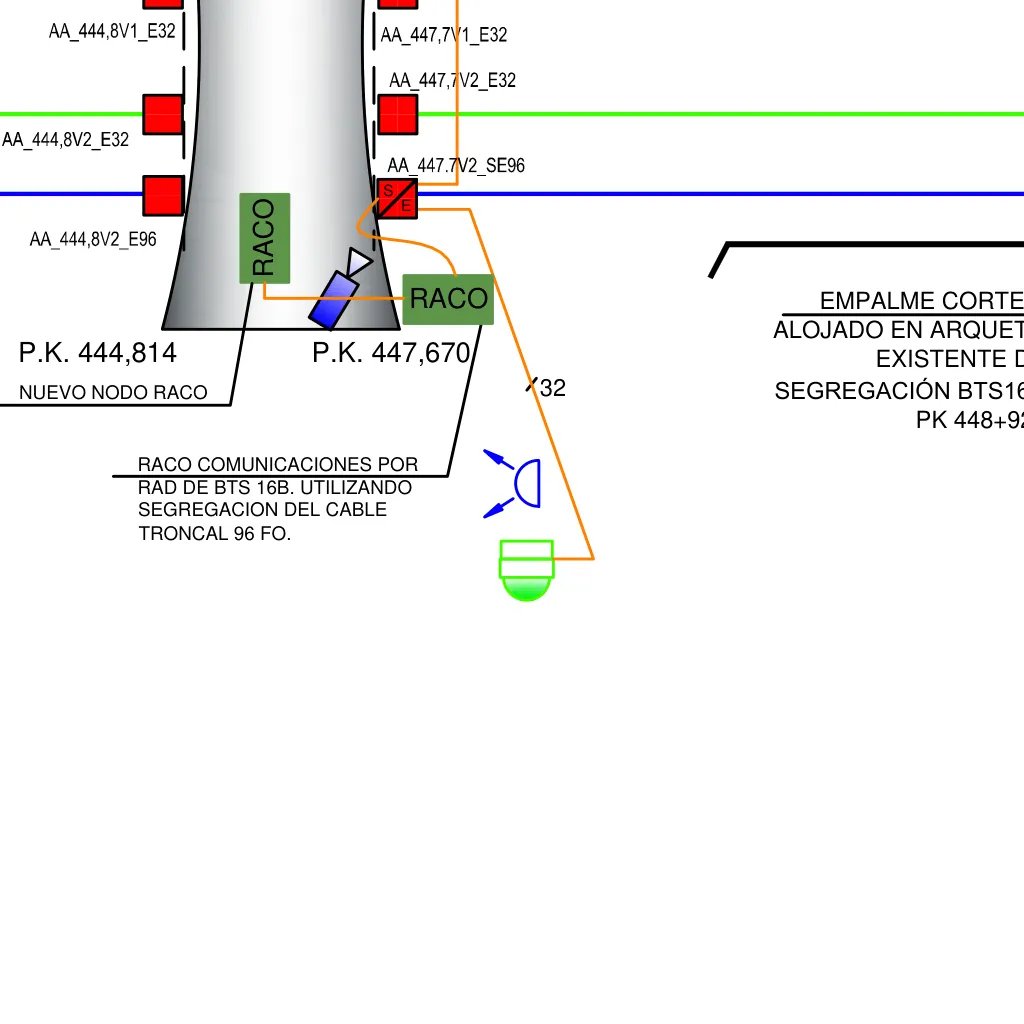 AA_444,8V1_E32
AA_447,7V1_E32
AA_447,7V2_E32
AA_444,8V2_E32
AA_447.7V2_SE96
S
E
AA_444,8V2_E96
RACO
RACO
P.K. 444,814
P.K. 447,670
NUEVO NODO RACO
32
RACO COMUNICACIONES POR
RAD DE BTS 16B. UTILIZANDO
SEGREGACION DEL CABLE
TRONCAL 96 FO.
EMPALME CORTE
ALOJADO EN ARQUET
EXISTENTE D
SEGREGACIÓN BTS16
PK 448+92